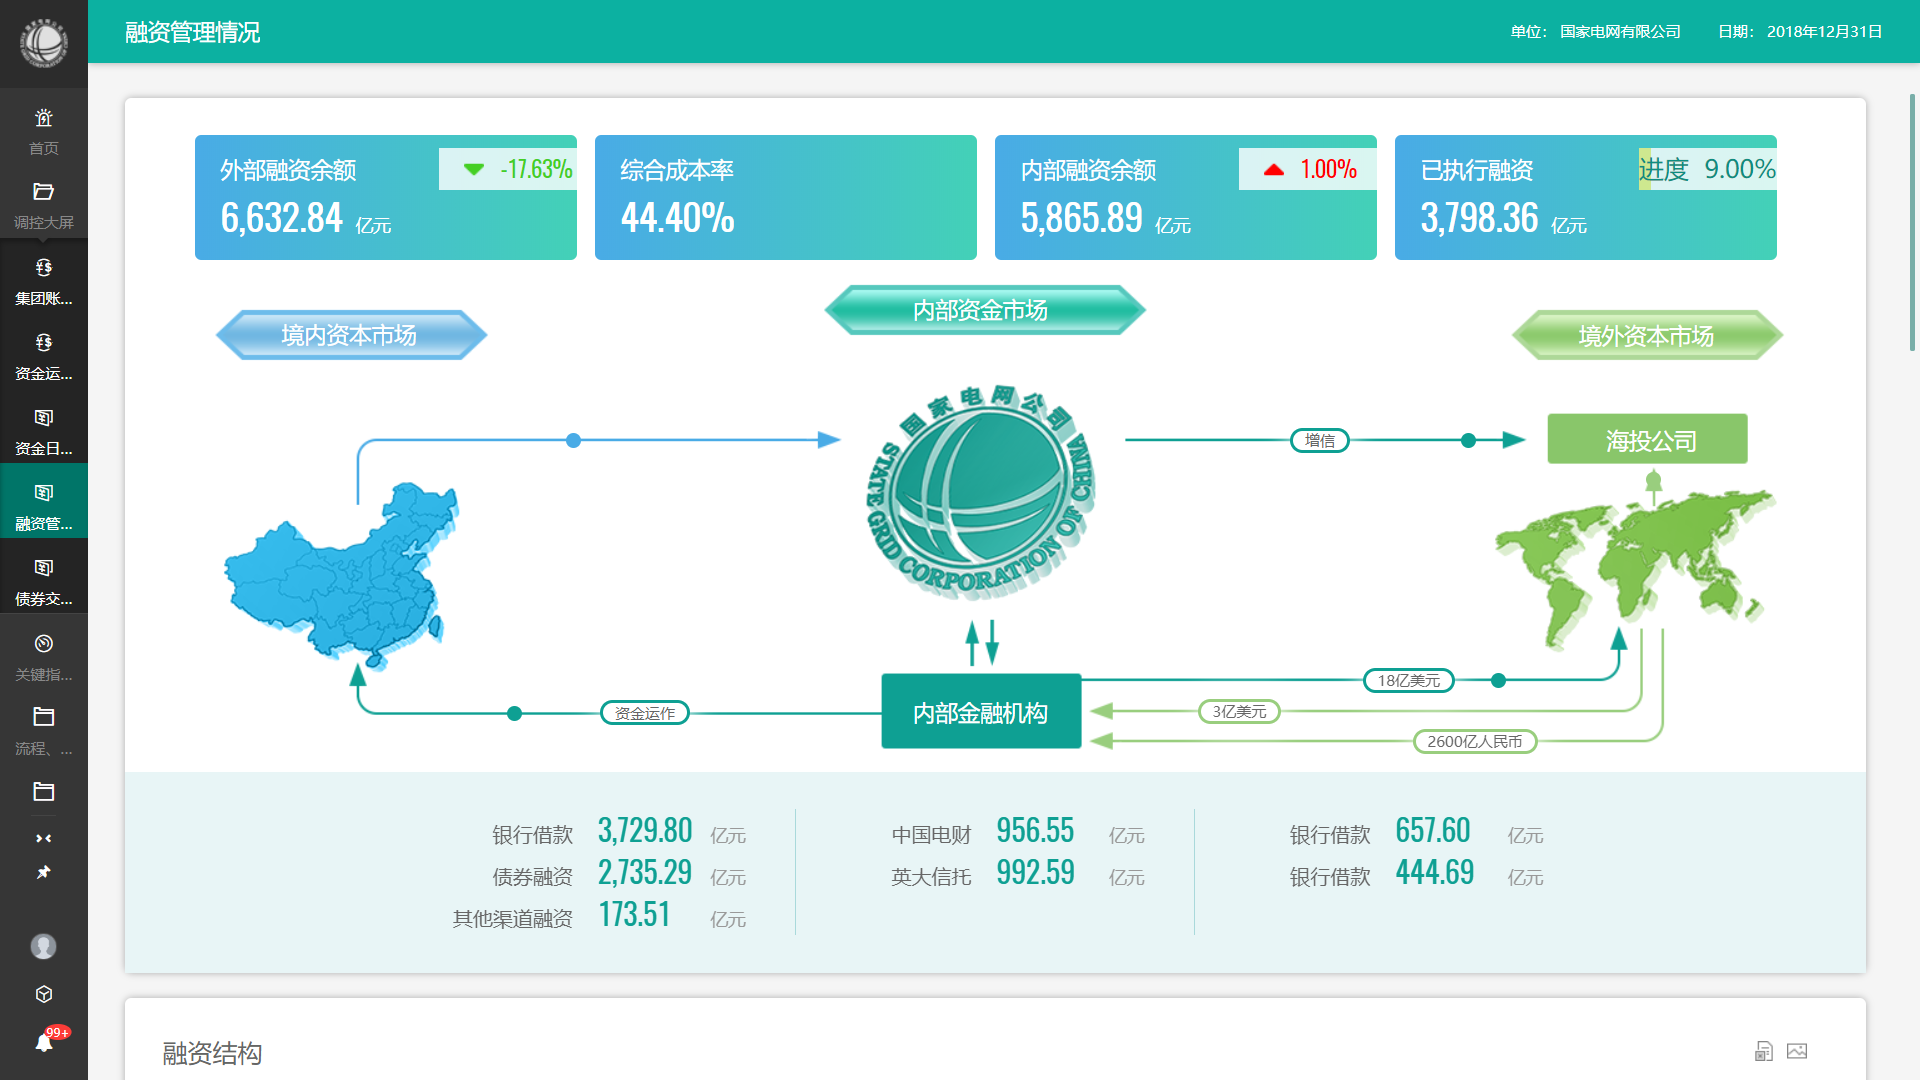 融资管理情况
单位： 国家电网有限公司 日期： 2018年12月31日
首页
调控大屏
集团账...
资金运...
资金日...
融资管...
债券交...
关键指...
流程、...
99+
外部融资余额 -17.63%
6,632.84 亿元
综合成本率
44.40%
内部融资余额 1.00%
5,865.89 亿元
已执行融资 进度 9.00%
3,798.36 亿元
境内资本市场
内部资金市场
境外资本市场
国家电网公司
STATE GRID CORPORATION OF CHINA
增信
海投公司
资金运作
内部金融机构
18亿美元
3亿美元
2600亿人民币
银行借款 3,729.80 亿元
债券融资 2,735.29 亿元
其他渠道融资 173.51 亿元
中国电财 956.55 亿元
英大信托 992.59 亿元
银行借款 657.60 亿元
银行借款 444.69 亿元
融资结构